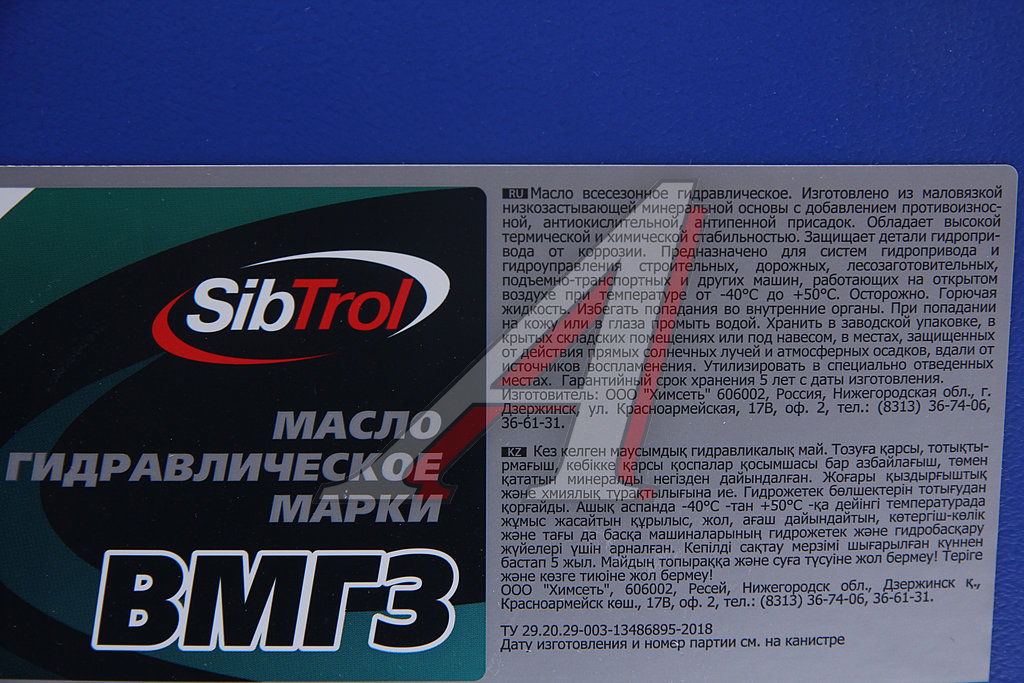 SibTrol
МАСЛО
ГИДРАВЛИЧЕСКОЕ
МАРКИ
ВМГЗ
RU Масло всесезонное гидравлическое. Изготовлено из маловязкой
низкозастывающей минеральной основы с добавлением противоизнос-
ной, антиокислительной, антипенной присадок. Обладает высокой
термической и химической стабильностью. Защищает детали гидропри-
вода от коррозии. Предназначено для систем гидропривода и
гидроуправления строительных, дорожных, лесозаготовительных,
подъемно-транспортных и других машин, работающих на открытом
воздухе при температуре от -40°С до +50°С. Осторожно. Горючая
жидкость. Избегать попадания во внутренние органы. При попадании
на кожу или в глаза промыть водой. Хранить в заводской упаковке, в
крытых складских помещениях или под навесом, в местах, защищенных
от действия прямых солнечных лучей и атмосферных осадков, вдали от
источников воспламенения. Утилизировать в специально отведенных
местах. Гарантийный срок хранения 5 лет с даты изготовления.
Изготовитель: ООО "Химсеть" 606002, Россия, Нижегородская обл., г.
Дзержинск, ул. Красноармейская, 17В, оф. 2, тел.: (8313) 36-74-06,
36-61-31.
KZ Кез келген маусымдық гидравликалық май. Тозуға қарсы, тотықты-
рмағыш, көбікке қарсы қоспалар қосымшасы бар азбайлағыш, төмен
қататын минералды негізден дайындалған. Жоғары қыздырғыштық
және хмиялық тұрақтылығына ие. Гидрожетек бөлшектерін тотығудан
қорғайды. Ашық аспанда -40°С -тан +50°С -қа дейінгі температурада
жұмыс жасайтын құрылыс, жол, ағаш дайындайтын, көтергіш-көлік
және тағы да басқа машиналарының гидрожетек және гидробасқару
жүйелері үшін арналған. Кепілді сақтау мерзімі шығарылған күннен
бастап 5 жыл. Майдың топыраққа және суға түсуіне жол бермеу! Теріге
және көзге тиюіне жол бермеу!
ООО "Химсеть", 606002, Ресей, Нижегородск обл., Дзержинск қ.,
Красноармейск көш., 17В, оф. 2, тел.: (8313) 36-74-06, 36-61-31.
ТУ 29.20.29-003-13486895-2018
Дату изготовления и номер партии см. на канистре